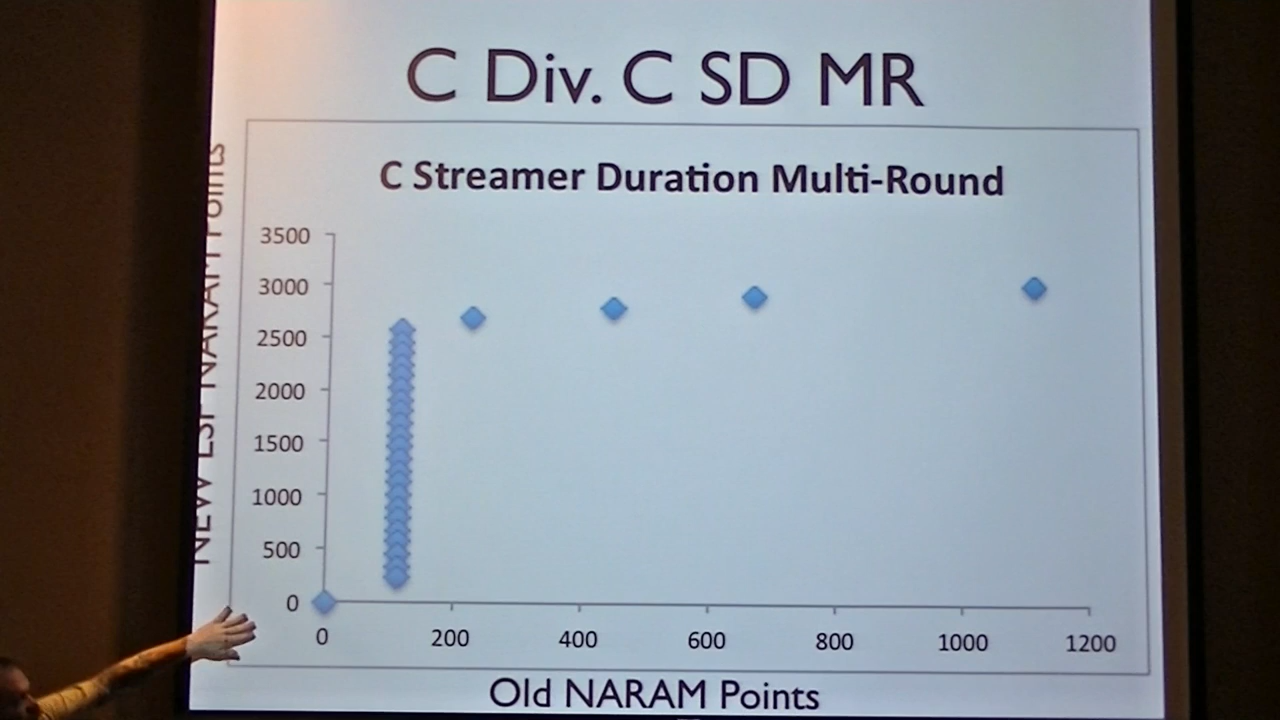 C Div. C SD MR
C Streamer Duration Multi-Round
NEW LSF NARAM Points
3500
3000
2500
2000
1500
1000
500
0
0 200 400 600 800 1000 1200
Old NARAM Points